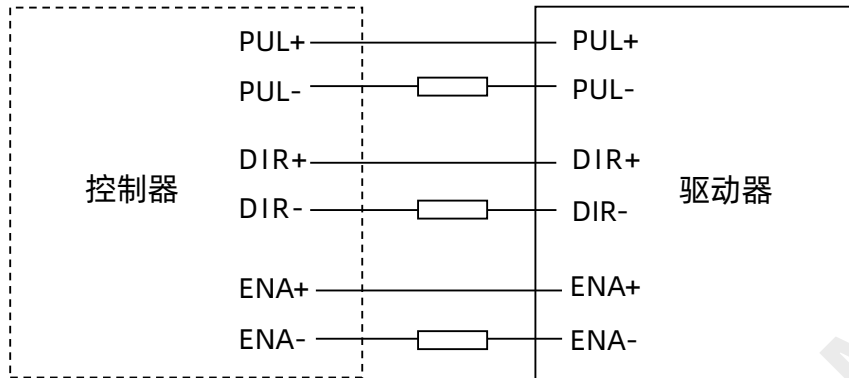 PUL+ PUL+
PUL- PUL-
DIR+ DIR+
控制器 驱动器
DIR- DIR-
ENA+ ENA+
ENA- ENA-